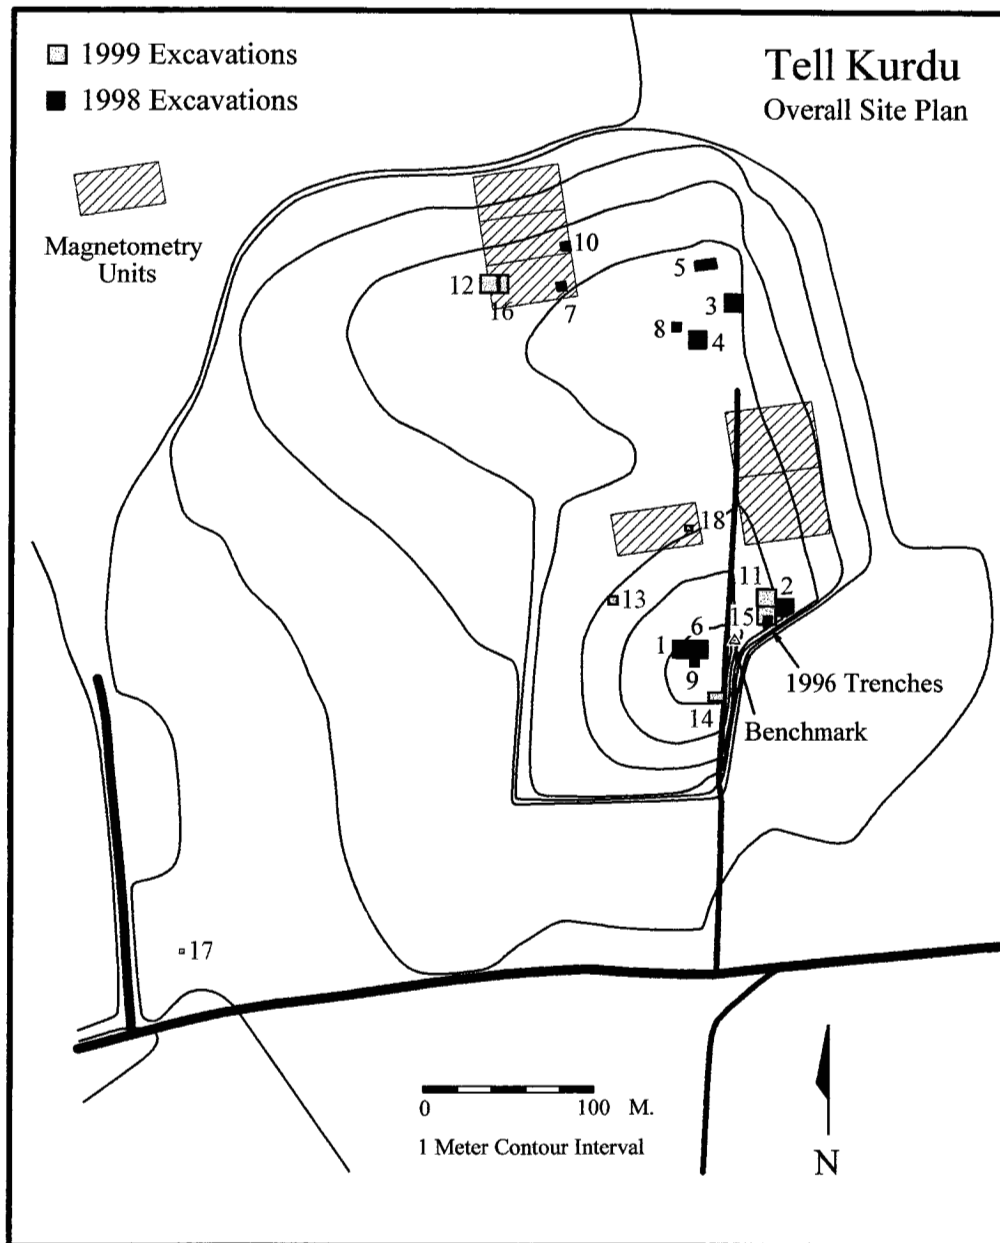 1999 Excavations
1998 Excavations
Tell Kurdu
Overall Site Plan
Magnetometry
Units
10
5
12
16
7
3
8
4
18
11
2
13
15
6
1
9
1996 Trenches
14
Benchmark
17
0 100 M.
1 Meter Contour Interval
N